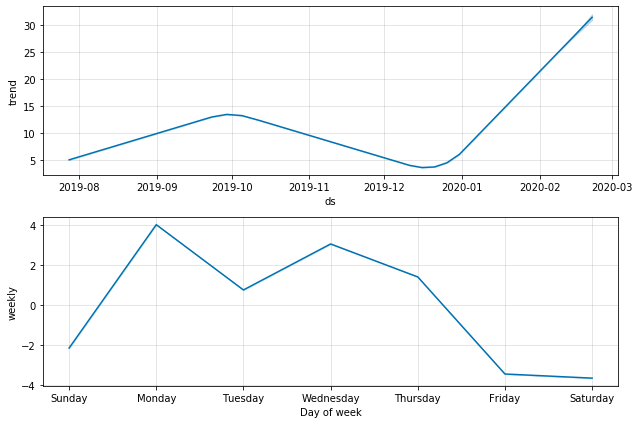 30
25
20
15
10
5
trend
2019-08 2019-09 2019-10 2019-11 2019-12 2020-01 2020-02 2020-03
ds
4
2
0
−2
−4
weekly
Sunday Monday Tuesday Wednesday Thursday Friday Saturday
Day of week